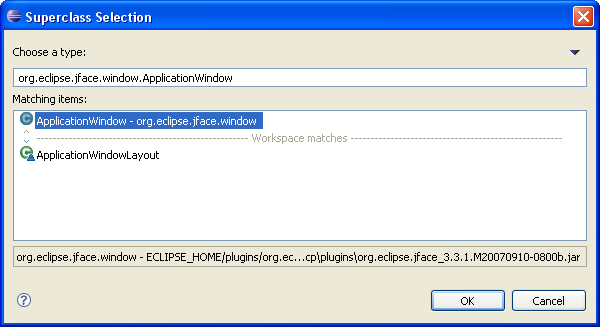 Superclass Selection
Choose a type:
org.eclipse.jface.window.ApplicationWindow
Matching items:
ApplicationWindow - org.eclipse.jface.window
Workspace matches
ApplicationWindowLayout
org.eclipse.jface.window - ECLIPSE_HOME/plugins/org.ec...cp\plugins\org.eclipse.jface_3.3.1.M20070910-0800b.jar
? OK Cancel